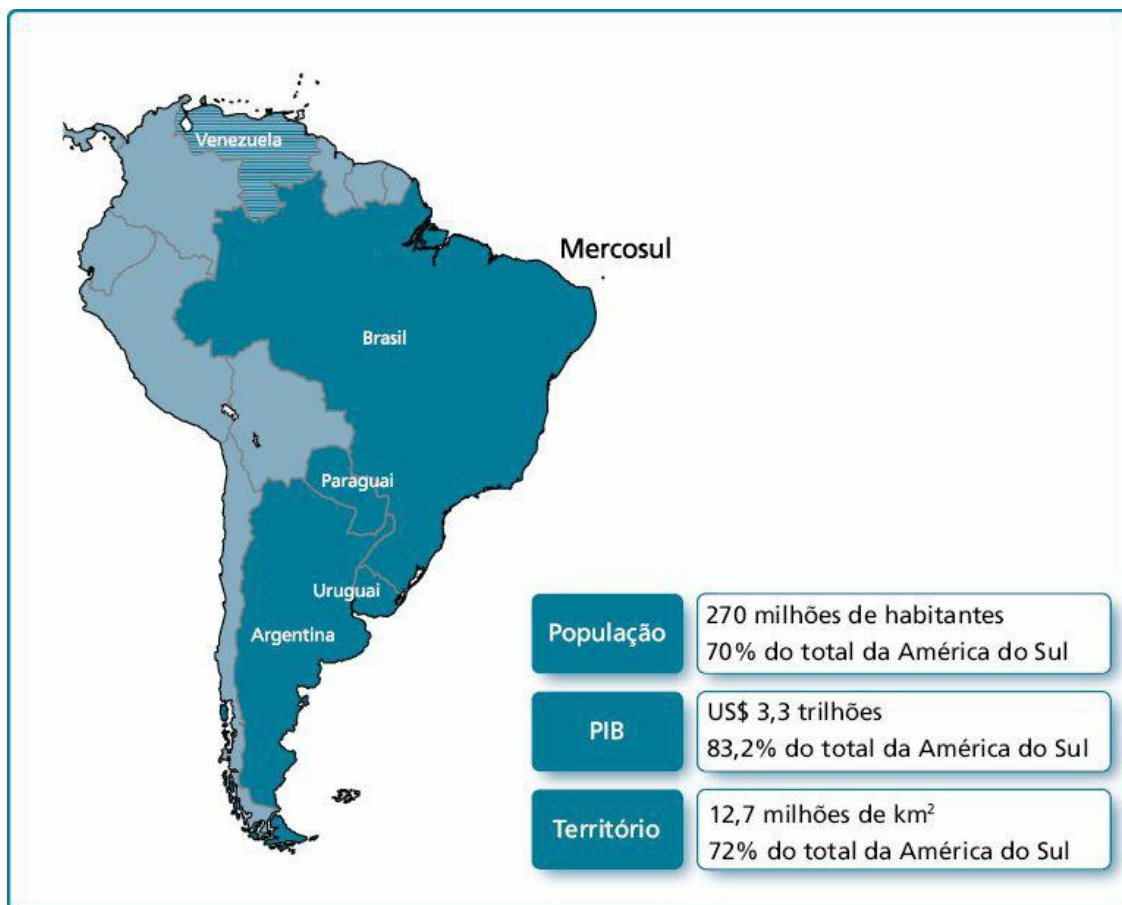 Venezuela
Mercosul
Brasil
Paraguai
Uruguai
Argentina
População
270 milhões de habitantes
70% do total da América do Sul
PIB
US$ 3,3 trilhões
83,2% do total da América do Sul
Território
12,7 milhões de km²
72% do total da América do Sul